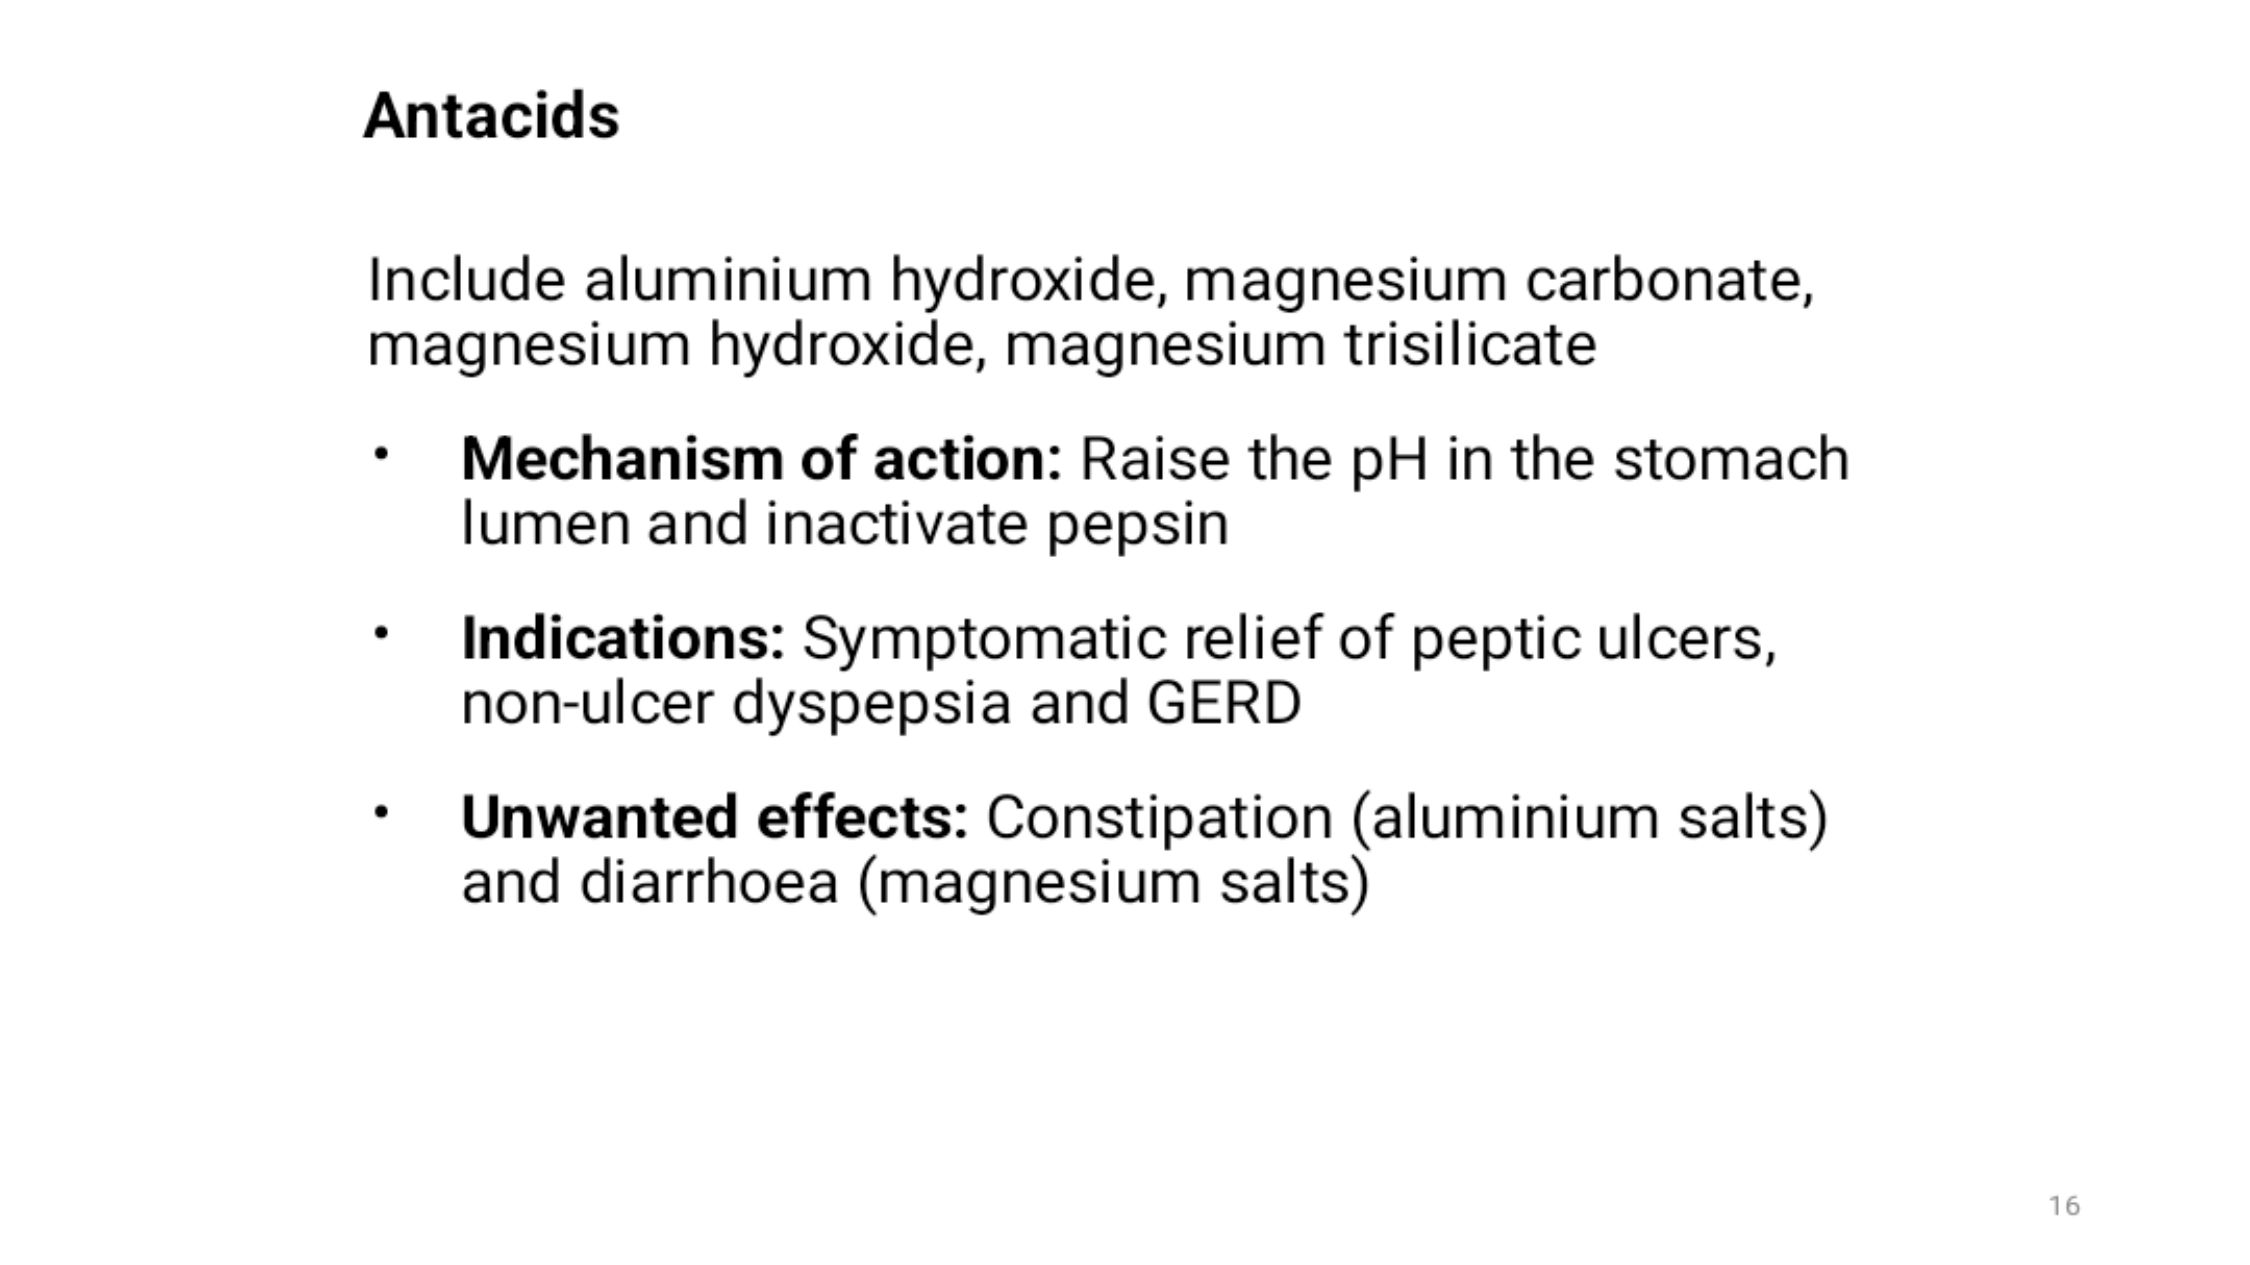 Antacids
Include aluminium hydroxide, magnesium carbonate,
magnesium hydroxide, magnesium trisilicate
• Mechanism of action: Raise the pH in the stomach
lumen and inactivate pepsin
• Indications: Symptomatic relief of peptic ulcers,
non-ulcer dyspepsia and GERD
• Unwanted effects: Constipation (aluminium salts)
and diarrhoea (magnesium salts)
16